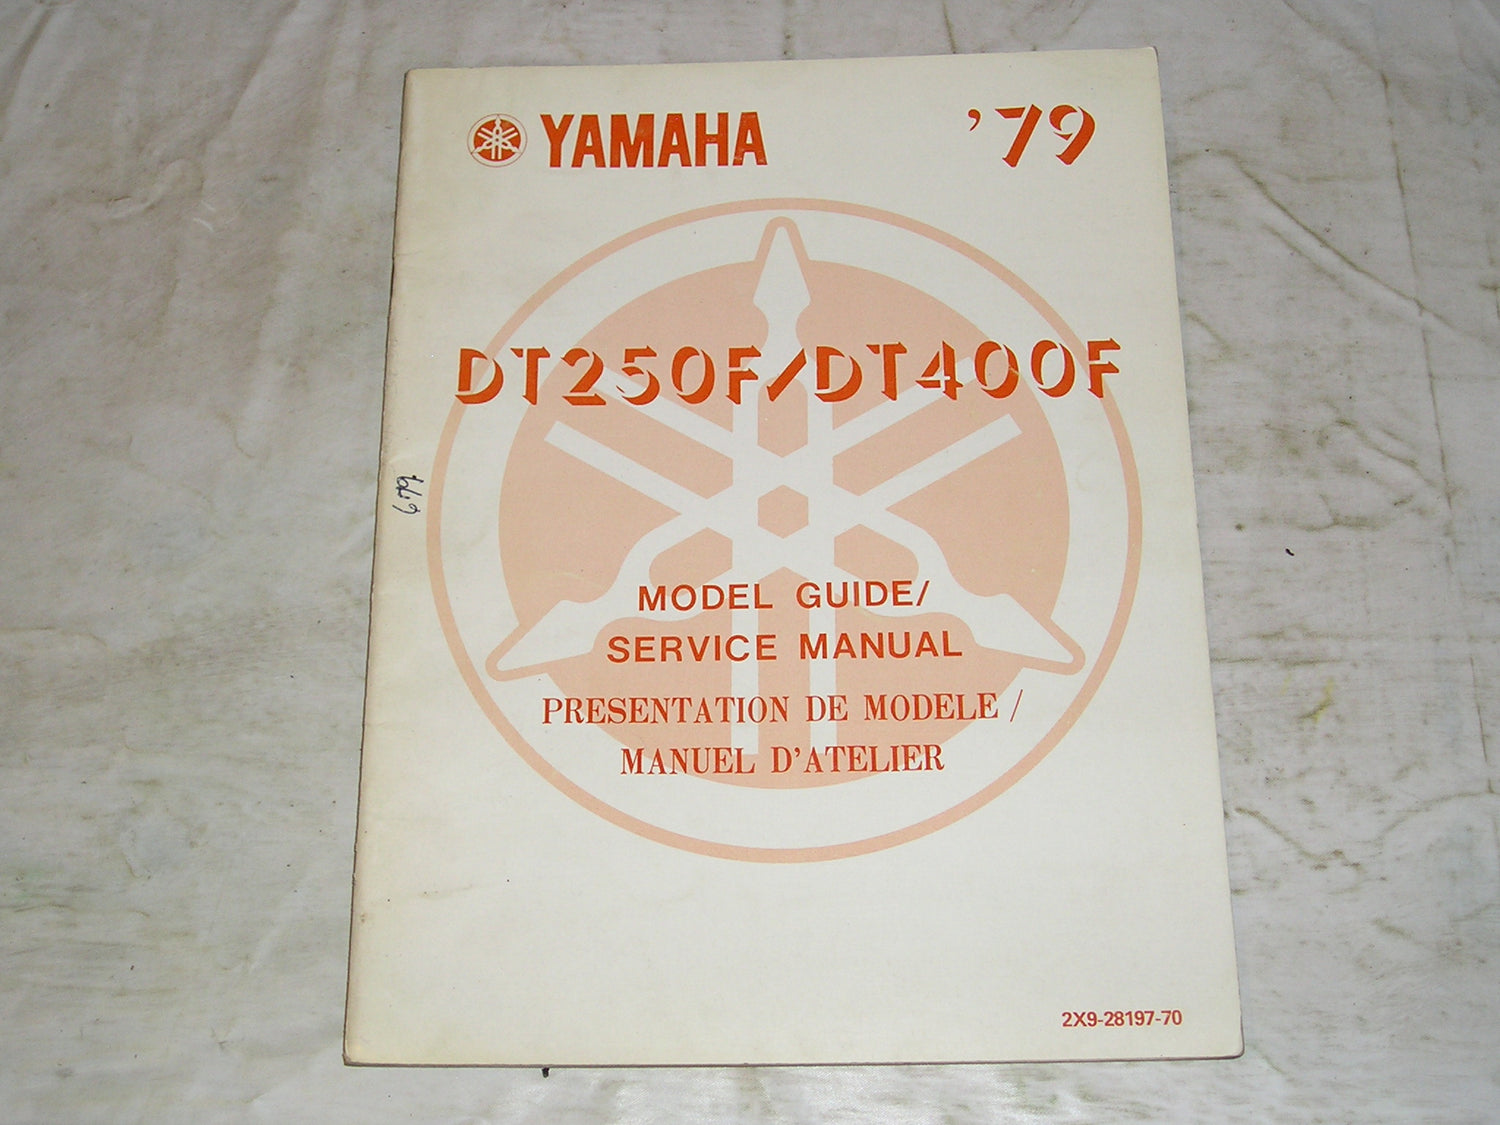 YAMAHA '79
DT250F/DT400F
MODEL GUIDE/
SERVICE MANUAL
PRESENTATION DE MODELE /
MANUEL D'ATELIER
2X9-28197-70